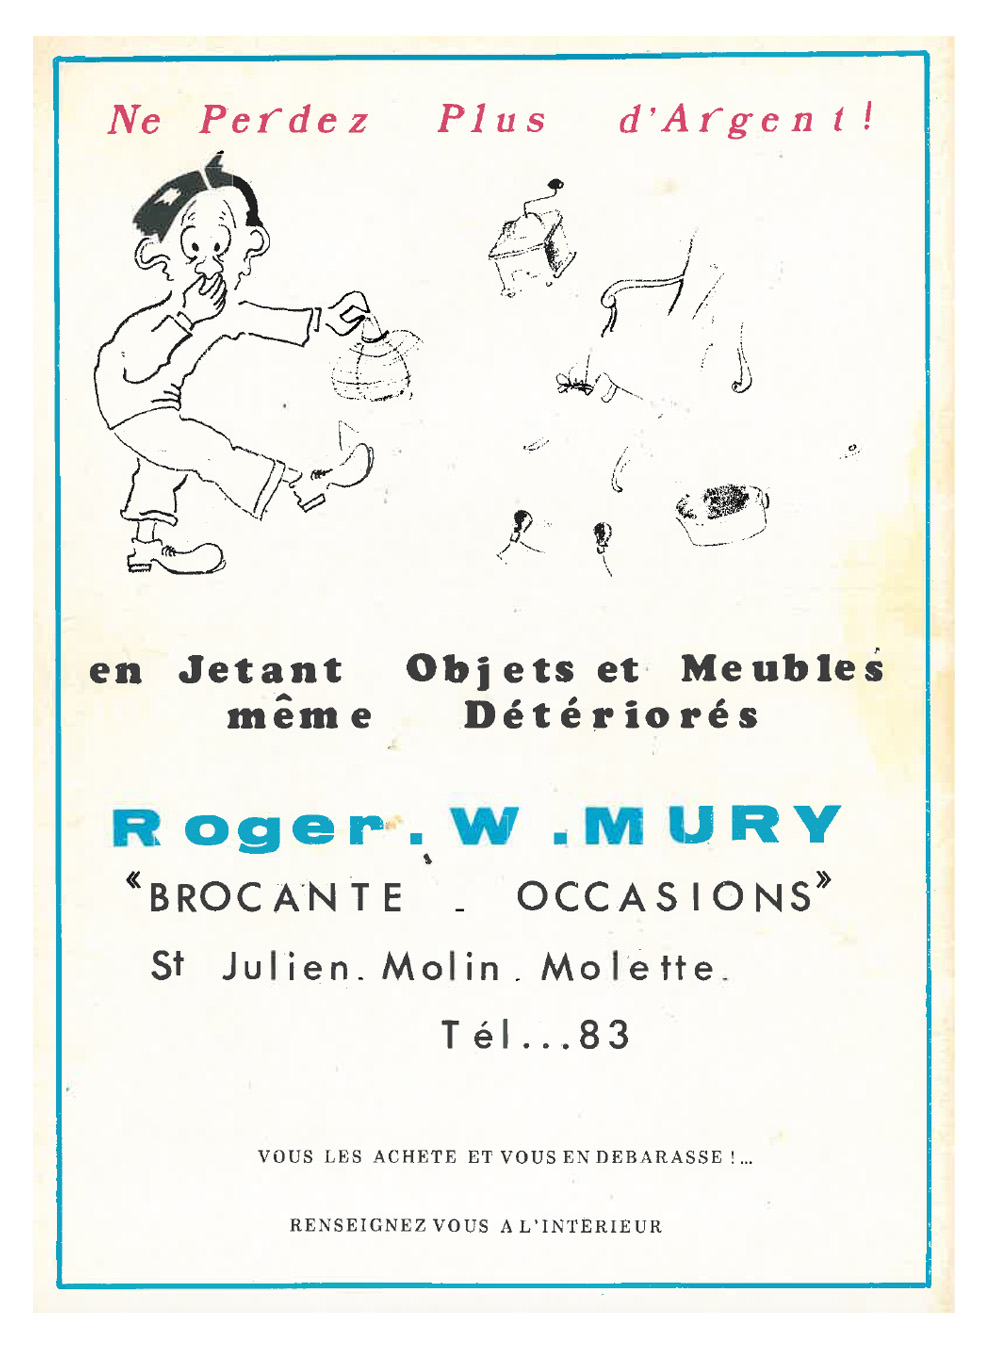 Ne Perdez Plus d'Argent!
en Jetant Objets et Meubles
même Détériorés
Roger.W.MURY
«BROCANTE - OCCASIONS»
St Julien. Molin. Molette.
Tél...83
VOUS LES ACHETE ET VOUS EN DEBARASSE !...
RENSEIGNEZ VOUS A L'INTERIEUR